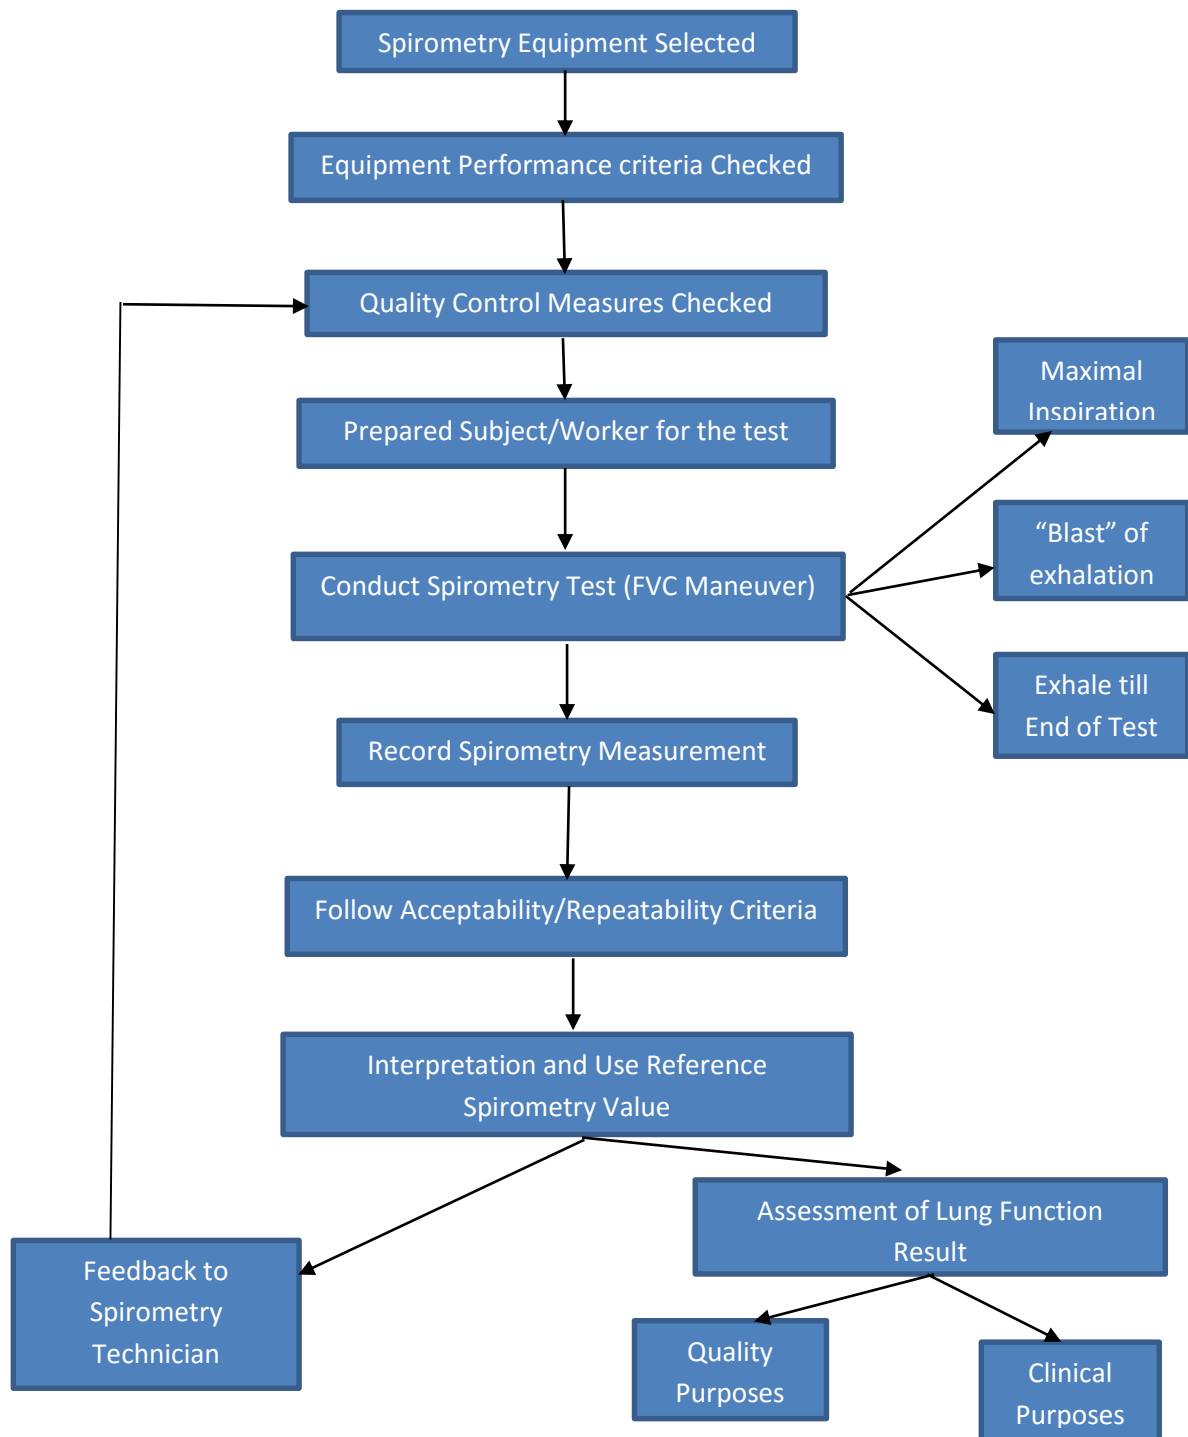 Spirometry Equipment Selected
Equipment Performance criteria Checked
Quality Control Measures Checked
Prepared Subject/Worker for the test
Conduct Spirometry Test (FVC Maneuver)
Maximal
Inspiration
“Blast” of
exhalation
Exhale till
End of Test
Record Spirometry Measurement
Follow Acceptability/Repeatability Criteria
Interpretation and Use Reference
Spirometry Value
Feedback to
Spirometry
Technician
Assessment of Lung Function
Result
Quality
Purposes
Clinical
Purposes